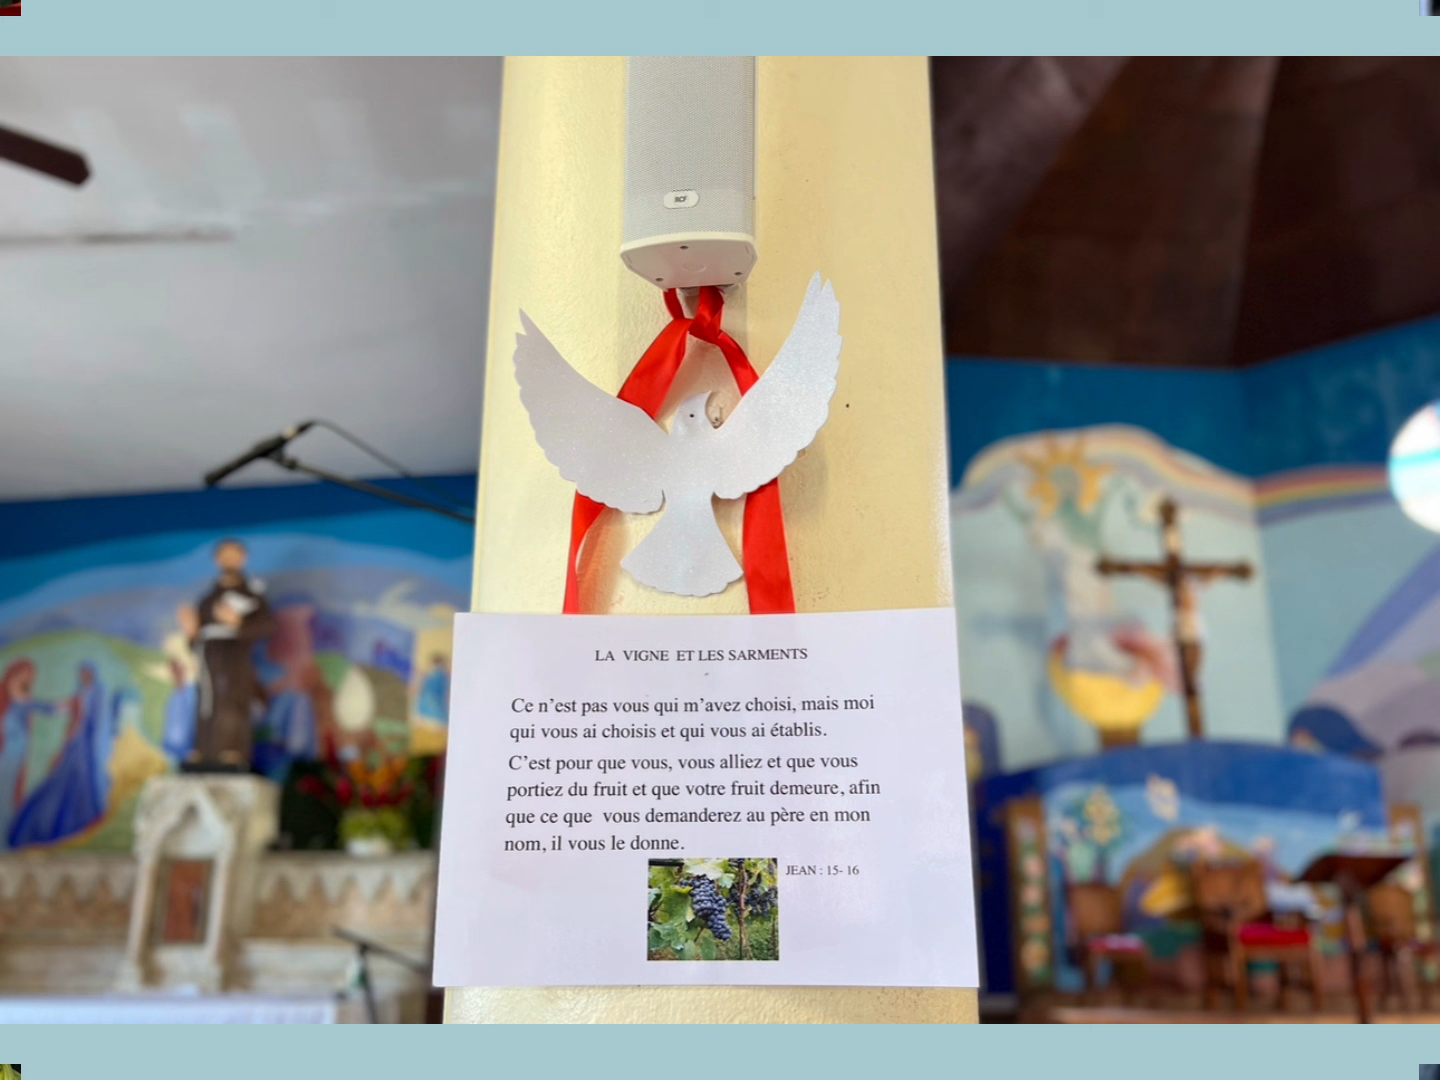 RCF
LA VIGNE ET LES SARMENTS
Ce n’est pas vous qui m’avez choisi, mais moi
qui vous ai choisis et qui vous ai établis.
C’est pour que vous, vous alliez et que vous
portiez du fruit et que votre fruit demeure, afin
que ce que vous demanderez au père en mon
nom, il vous le donne.
JEAN : 15- 16